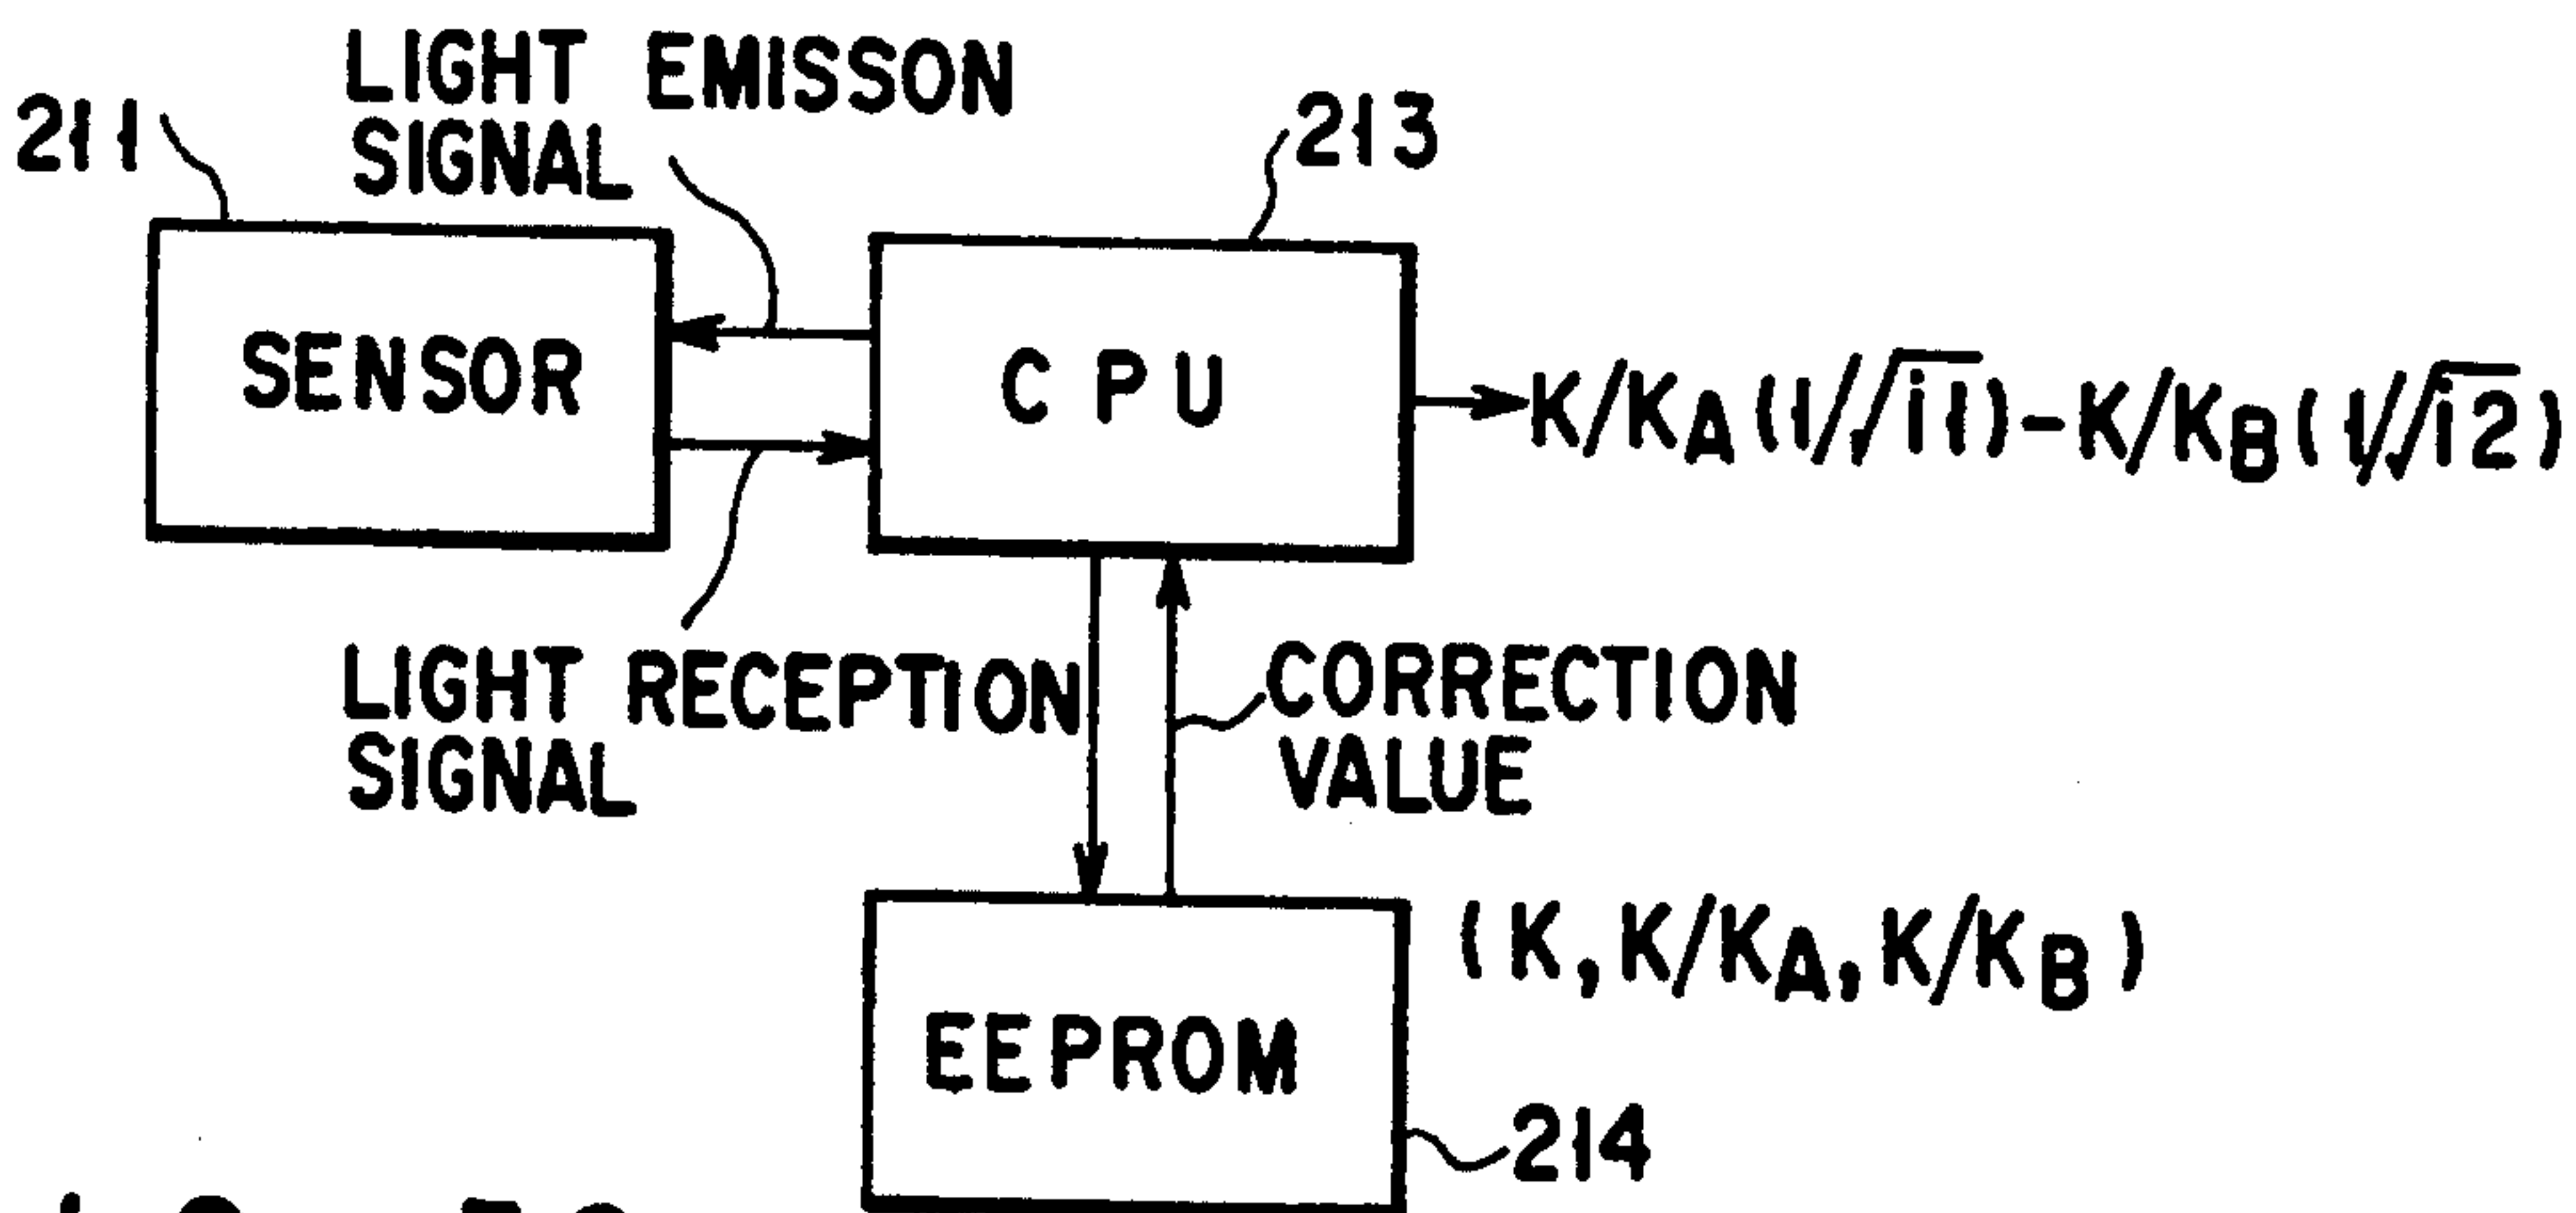 LIGHT EMISSON
SIGNAL
211
213
SENSOR
CPU
K/KA(1/√i1)-K/KB(1/√i2)
LIGHT RECEPTION
SIGNAL
CORRECTION
VALUE
EEPROM
(K,K/KA,K/KB)
214